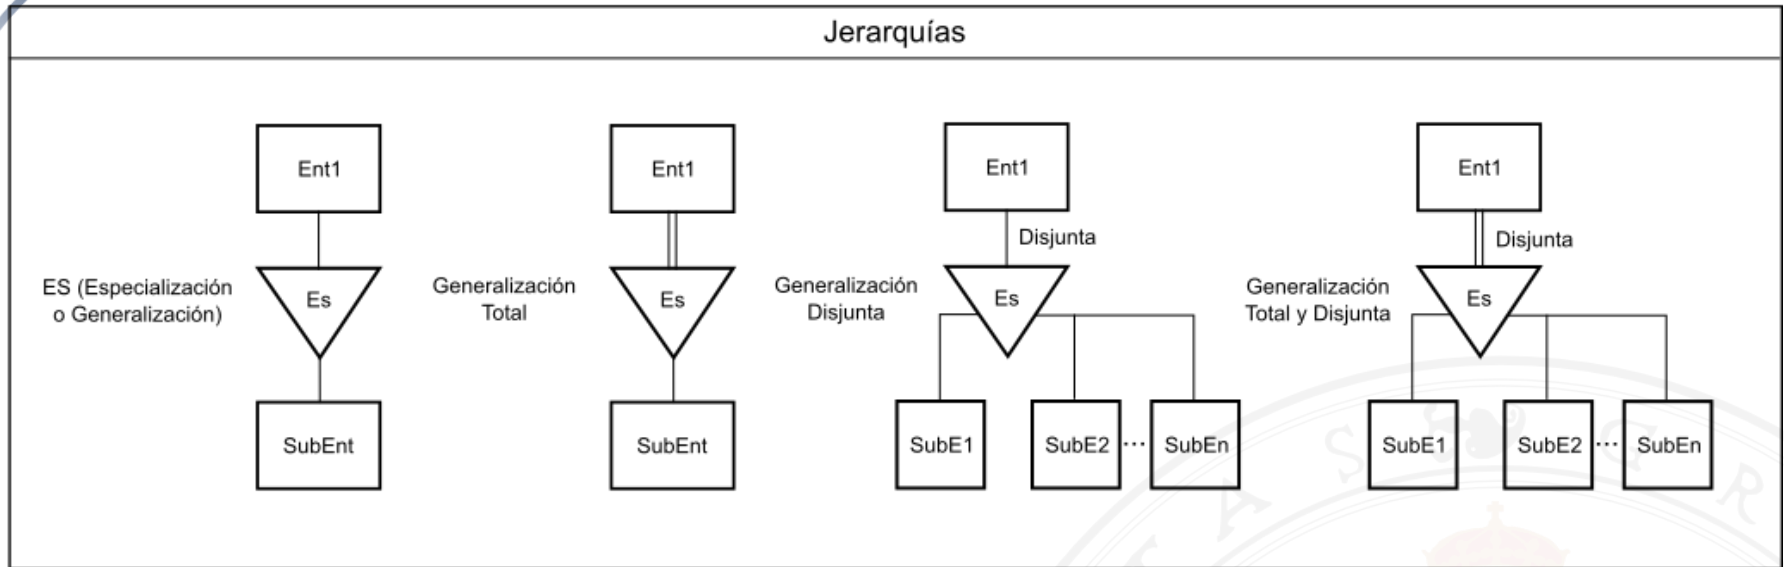 Jerarquías
Ent1
Ent1
Ent1
Ent1
Disjunta
Disjunta
ES (Especialización
o Generalización)
Es
Generalización
Total
Es
Generalización
Disjunta
Es
Generalización
Total y Disjunta
Es
SubEnt
SubEnt
SubE1
SubE2
...
SubEn
SubE1
SubE2
...
SubEn